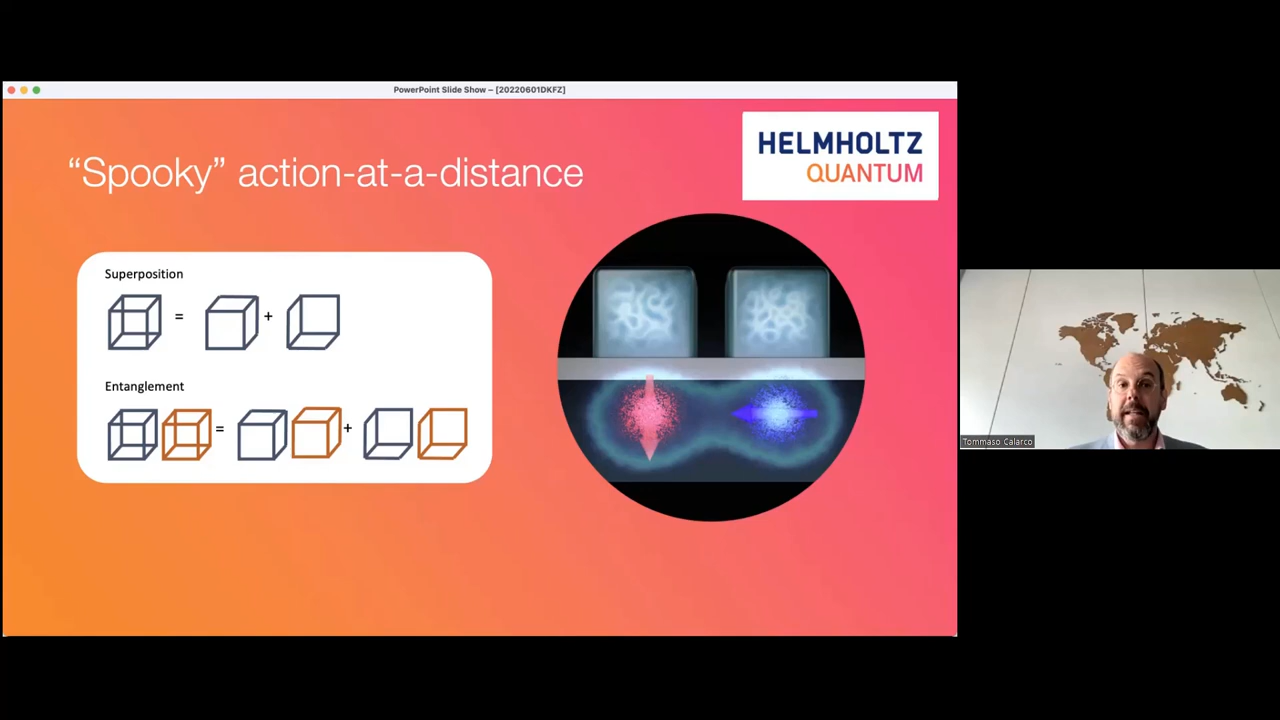 PowerPoint Slide Show – [20220601DKFZ]
“Spooky” action-at-a-distance
HELMHOLTZ
QUANTUM
Superposition
= +
Entanglement
= +
Tommaso Calarco